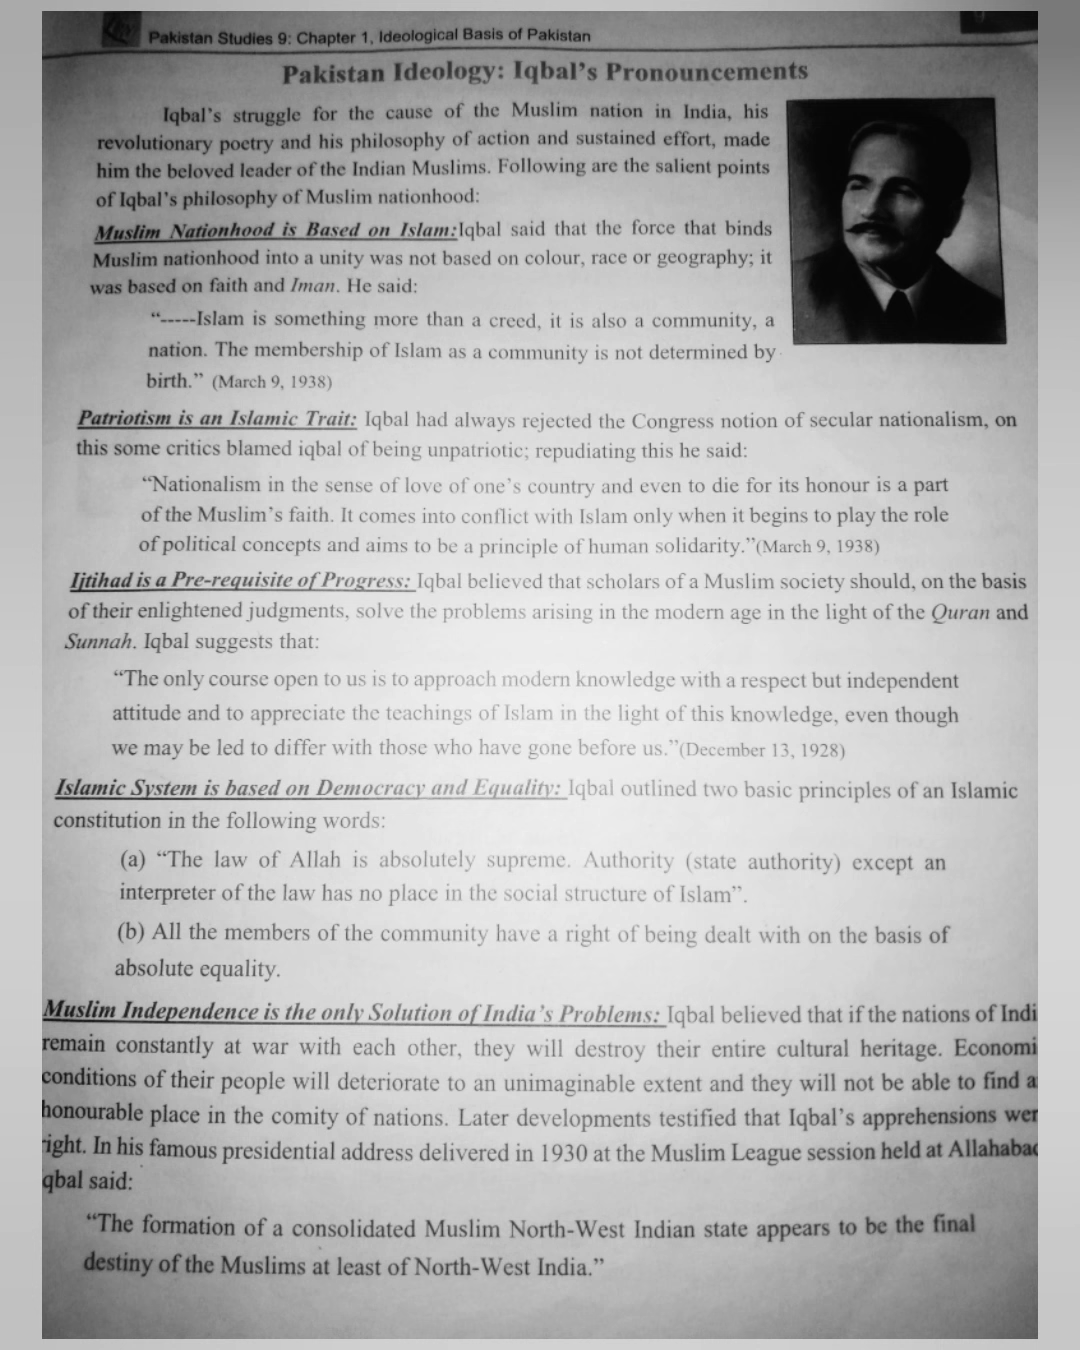 Pakistan Studies 9: Chapter 1, Ideological Basis of Pakistan
Pakistan Ideology: Iqbal's Pronouncements
Iqbal's struggle for the cause of the Muslim nation in India, his
revolutionary poetry and his philosophy of action and sustained effort, made
him the beloved leader of the Indian Muslims. Following are the salient points
of Iqbal's philosophy of Muslim nationhood:
Muslim Nationhood is Based on Islam:Iqbal said that the force that binds
Muslim nationhood into a unity was not based on colour, race or geography; it
was based on faith and Iman. He said:
"-----Islam is something more than a creed, it is also a community, a
nation. The membership of Islam as a community is not determined by
birth." (March 9, 1938)
Patriotism is an Islamic Trait: Iqbal had always rejected the Congress notion of secular nationalism, on
this some critics blamed iqbal of being unpatriotic; repudiating this he said:
"Nationalism in the sense of love of one's country and even to die for its honour is a part
of the Muslim's faith. It comes into conflict with Islam only when it begins to play the role
of political concepts and aims to be a principle of human solidarity."(March 9, 1938)
Ijtihad is a Pre-requisite of Progress: Iqbal believed that scholars of a Muslim society should, on the basis
of their enlightened judgments, solve the problems arising in the modern age in the light of the Quran and
Sunnah. Iqbal suggests that:
"The only course open to us is to approach modern knowledge with a respect but independent
attitude and to appreciate the teachings of Islam in the light of this knowledge, even though
we may be led to differ with those who have gone before us."(December 13, 1928)
Islamic System is based on Democracy and Equality: Iqbal outlined two basic principles of an Islamic
constitution in the following words:
(a) "The law of Allah is absolutely supreme. Authority (state authority) except an
interpreter of the law has no place in the social structure of Islam".
(b) All the members of the community have a right of being dealt with on the basis of
absolute equality.
Muslim Independence is the only Solution of India's Problems: Iqbal believed that if the nations of Indi
remain constantly at war with each other, they will destroy their entire cultural heritage. Economi
conditions of their people will deteriorate to an unimaginable extent and they will not be able to find a
honourable place in the comity of nations. Later developments testified that Iqbal's apprehensions wer
right. In his famous presidential address delivered in 1930 at the Muslim League session held at Allahabad
qbal said:
"The formation of a consolidated Muslim North-West Indian state appears to be the final
destiny of the Muslims at least of North-West India."